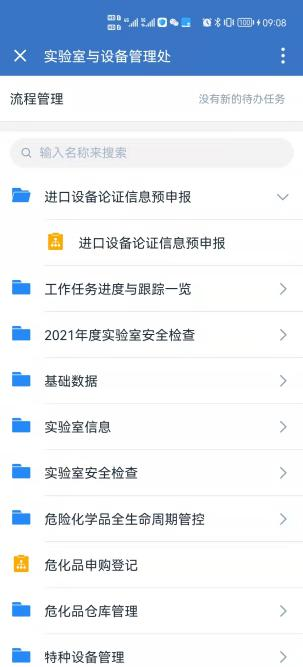 100 09:08
实验室与设备管理处
流程管理 没有新的待办任务
输入名称来搜索
进口设备论证信息预申报
进口设备论证信息预申报
工作任务进度与跟踪一览
2021年度实验室安全检查
基础数据
实验室信息
实验室安全检查
危险化学品全生命周期管控
危化品申购登记
危化品仓库管理
特种设备管理